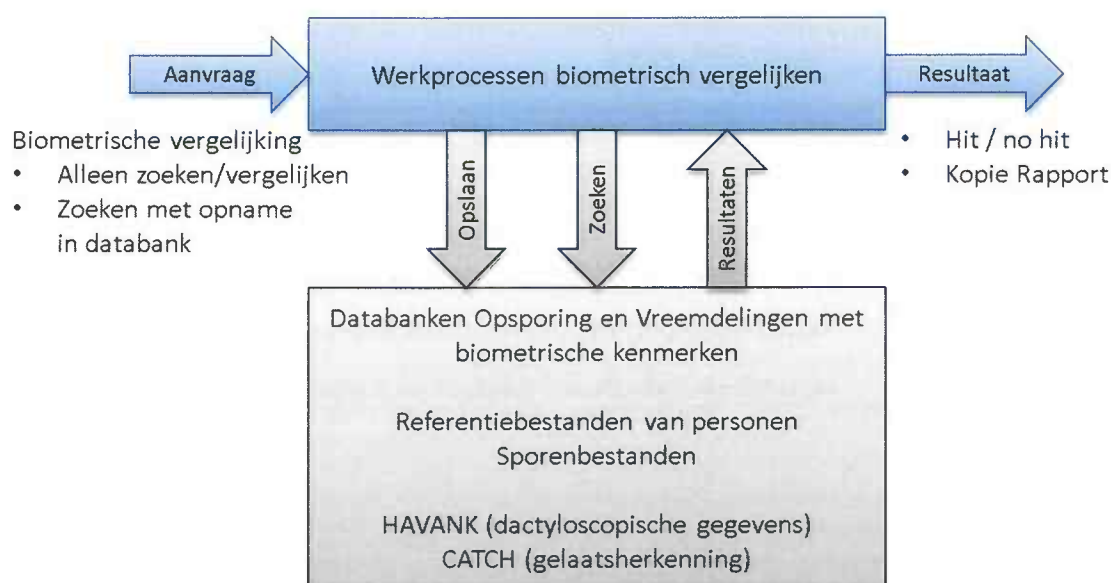 Aanvraag
Werkprocessen biometrisch vergelijken
Resultaat
Biometrische vergelijking
• Alleen zoeken/vergelijken
• Zoeken met opname
in databank
Opslaan
Zoeken
Resultaten
• Hit / no hit
• Kopie Rapport
Databanken Opsporing en Vreemdelingen met
biometrische kenmerken
Referentiebestanden van personen
Sporenbestanden
HAVANK (dactyloscopische gegevens)
CATCH (gelaatsherkenning)